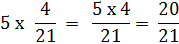 5 x 4/21 = 5 x 4/21 = 20/21